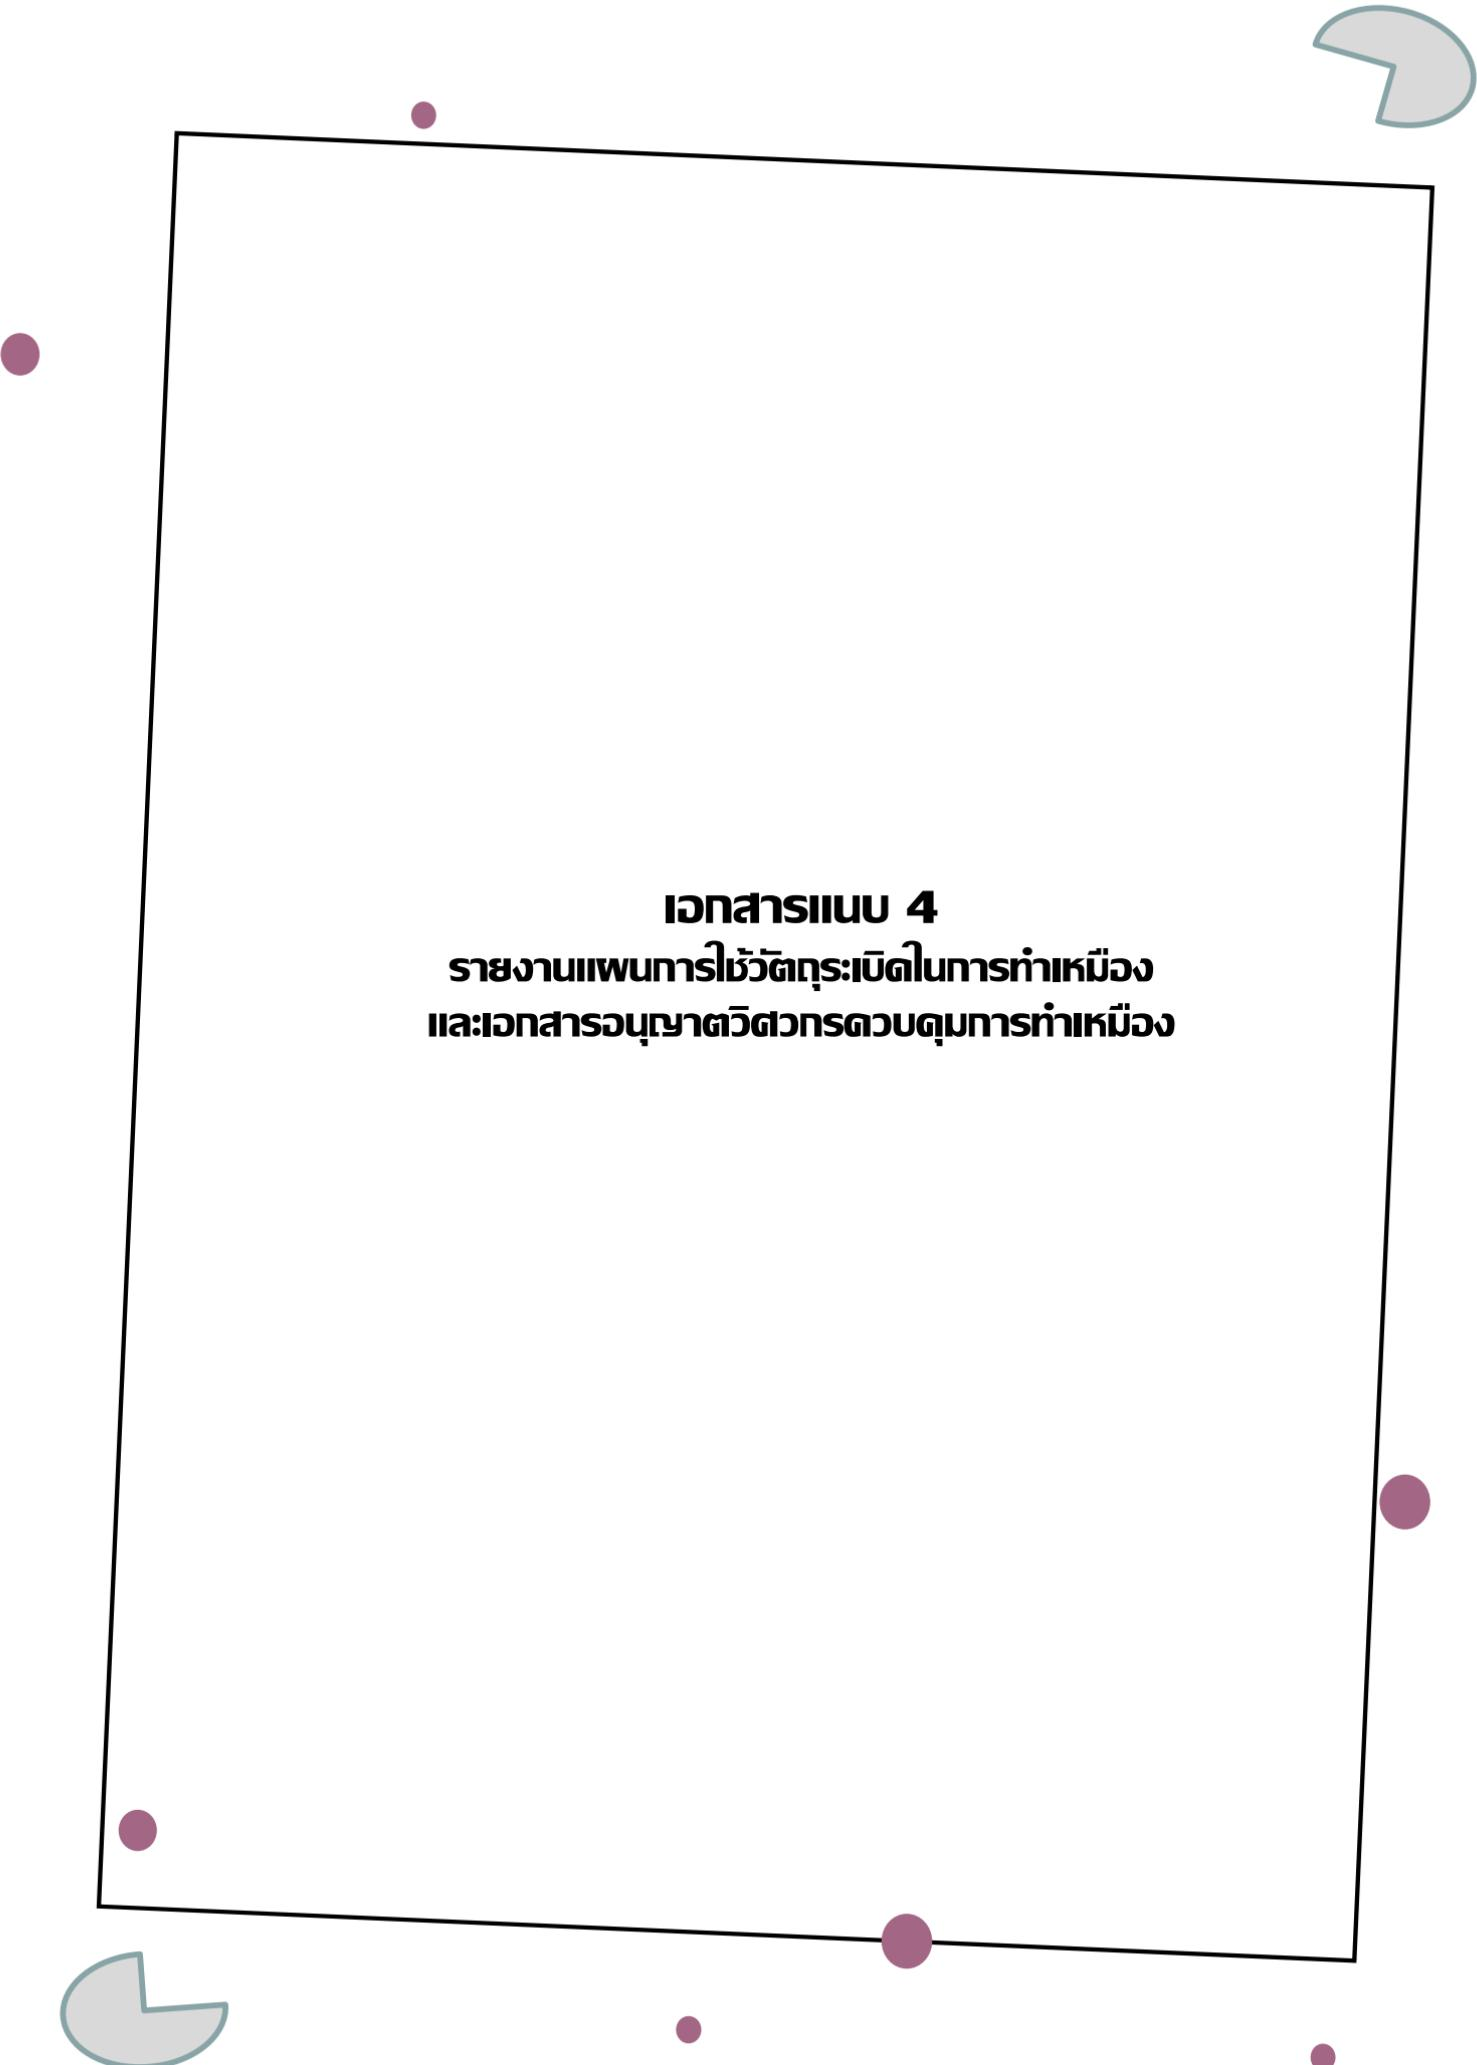 เอกสารแนบ 4
รายงานแผนการใช้วัตถุระเบิดในการทำเหมือง
และเอกสารอนุญาตวิศวกรควบคุมการทำเหมือง